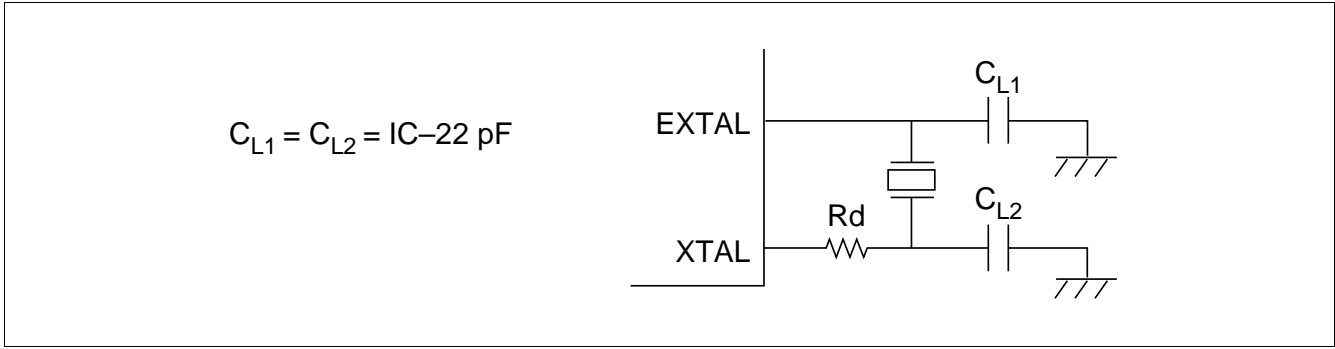 C_L1 = C_L2 = IC–22 pF
EXTAL
XTAL
Rd
C_L1
C_L2